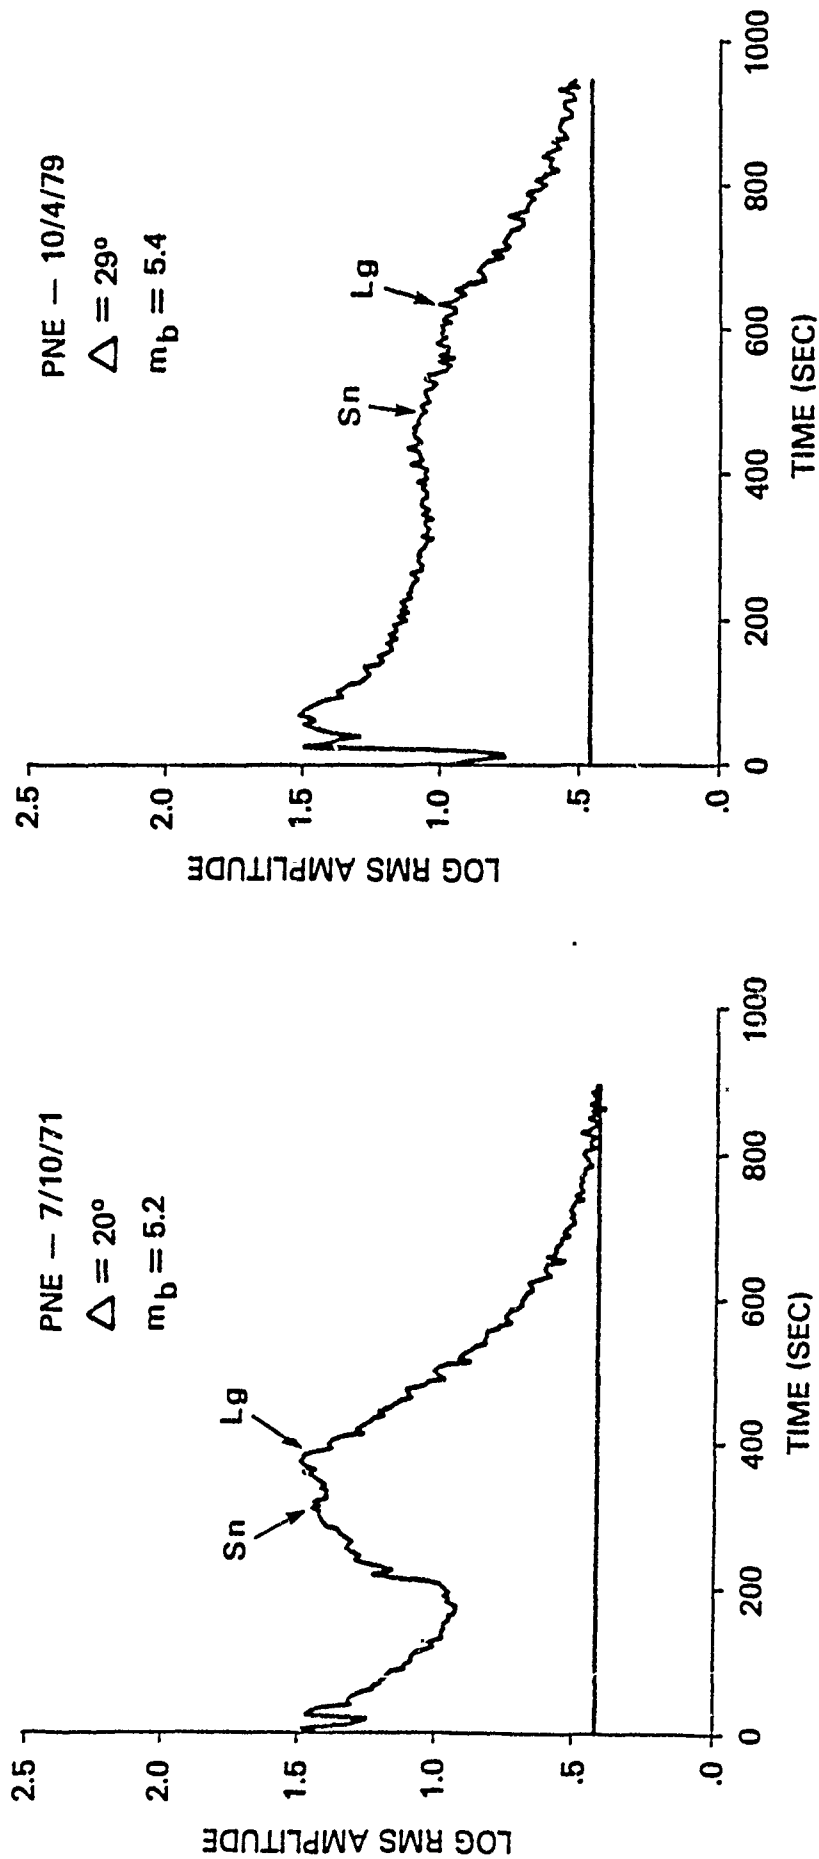 PNE — 7/10/71
Δ = 20°
mb = 5.2
Sn
Lg
2.5
2.0
1.5
1.0
.5
.0
LOG RMS AMPLITUDE
0
200
400
600
800
1000
TIME (SEC)
PNE — 10/4/79
Δ = 29°
mb = 5.4
Sn
Lg
2.5
2.0
1.5
1.0
.5
.0
LOG RMS AMPLITUDE
0
200
400
600
800
1000
TIME (SEC)